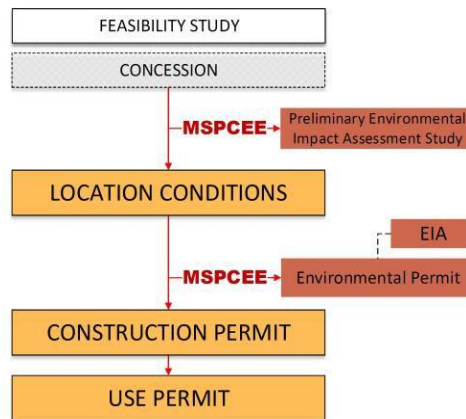 FEASIBILITY STUDY
CONCESSION
MSPCEE
Preliminary Environmental
Impact Assessment Study
LOCATION CONDITIONS
EIA
MSPCEE
Environmental Permit
CONSTRUCTION PERMIT
USE PERMIT